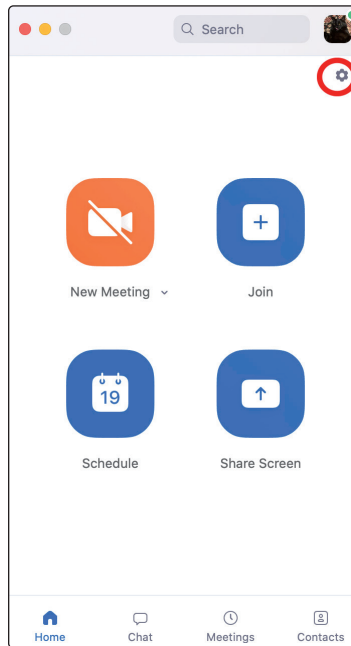 Search
New Meeting
Join
19
Schedule
Share Screen
Home
Chat
Meetings
Contacts